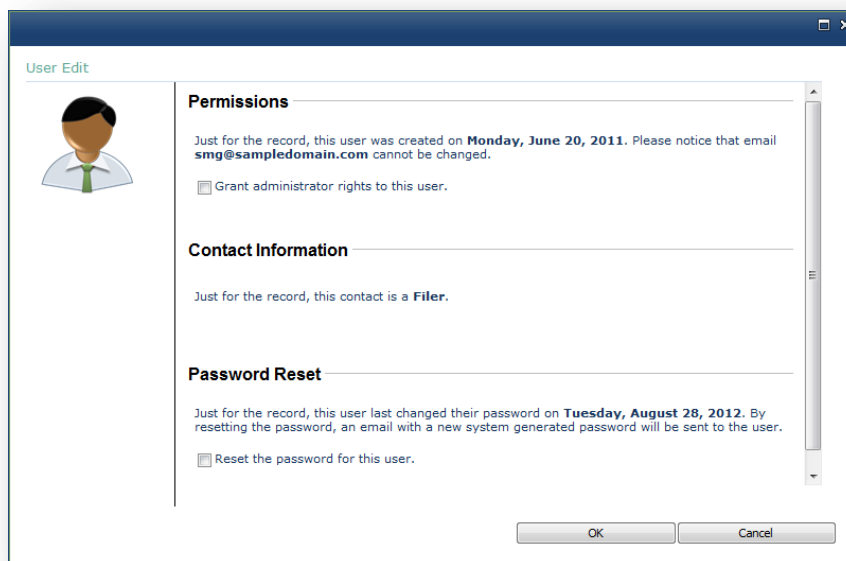 User Edit
Permissions
Just for the record, this user was created on Monday, June 20, 2011. Please notice that email
smg@sampledomain.com cannot be changed.
Grant administrator rights to this user.
Contact Information
Just for the record, this contact is a Filer.
Password Reset
Just for the record, this user last changed their password on Tuesday, August 28, 2012. By
resetting the password, an email with a new system generated password will be sent to the user.
Reset the password for this user.
OK
Cancel